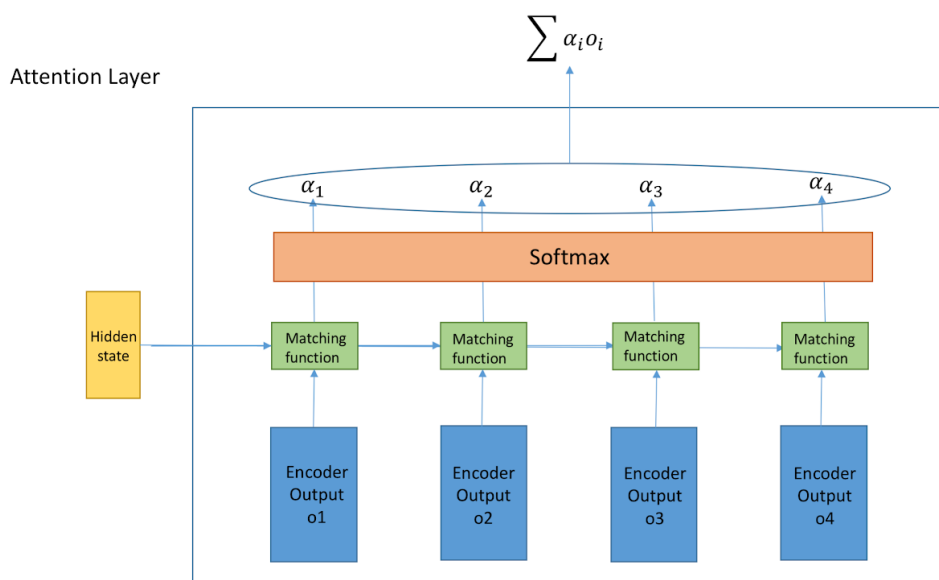 ∑ αᵢoᵢ
Attention Layer
α₁ α₂ α₃ α₄
Softmax
Hidden
state
Matching
function
Matching
function
Matching
function
Matching
function
Encoder
Output
o1
Encoder
Output
o2
Encoder
Output
o3
Encoder
Output
o4